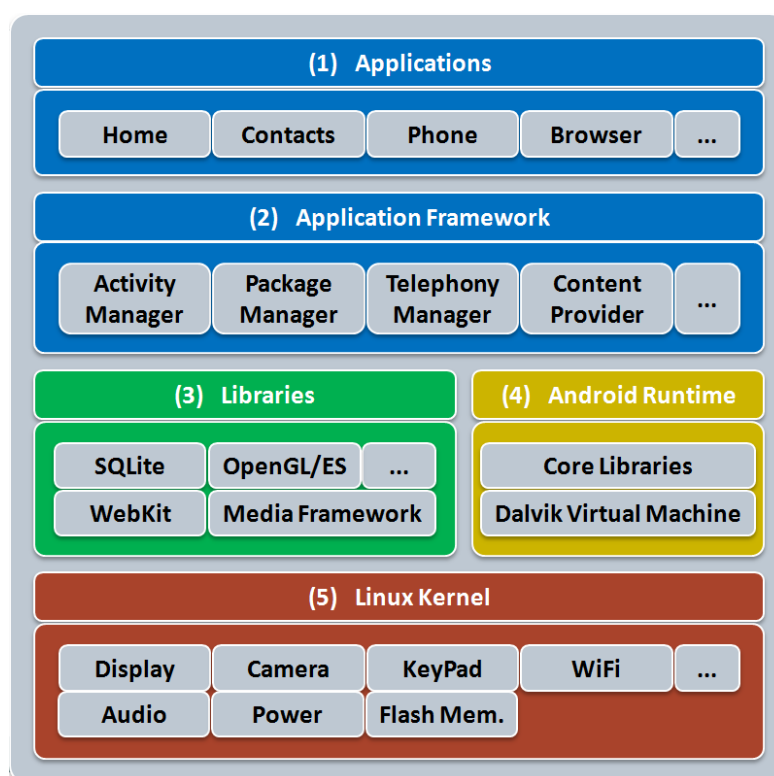 (1) Applications
Home Contacts Phone Browser ...
(2) Application Framework
Activity Manager
Package Manager
Telephony Manager
Content Provider
...
(3) Libraries
SQLite OpenGL/ES ...
WebKit Media Framework
(4) Android Runtime
Core Libraries
Dalvik Virtual Machine
(5) Linux Kernel
Display Camera KeyPad WiFi ...
Audio Power Flash Mem.